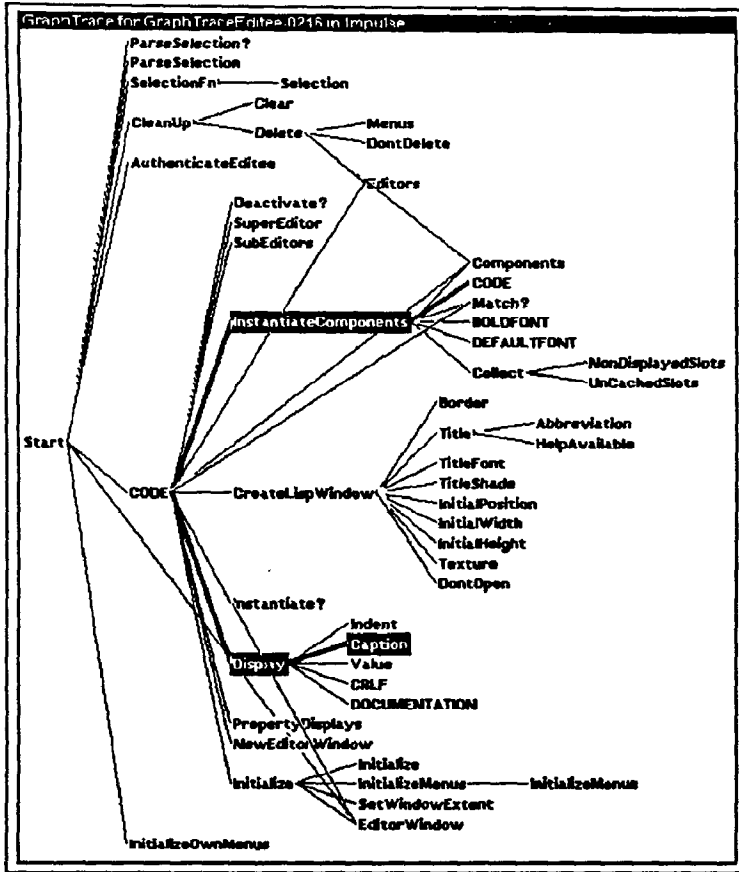 GraphTrace for GraphTraceEditee-0216 in Impulse
ParseSelection?
ParseSelection
SelectionFn Selection
Clear
CleanUp
Delete
Menus
DontDelete
AuthenticateEditee
Editors
Deactivate?
SuperEditor
SubEditors
Components
CODE
Match?
InstantiateComponents
BOLDFONT
DEFAULTFONT
Collect
NonDisplayedSlots
UnCachedSlots
Border
Title
Abbreviation
HelpAvailable
Start
TitleFont
TitleShade
CODE CreateLispWindow
InitialPosition
InitialWidth
InitialHeight
Texture
DontOpen
Instantiate?
Indent
Caption
Display
Value
CRLF
DOCUMENTATION
PropertyDisplays
NewEditorWindow
Initialize
Initialize InitializeMenus InitializeMenus
SetWindowExtent
EditorWindow
InitializeOwnMenus